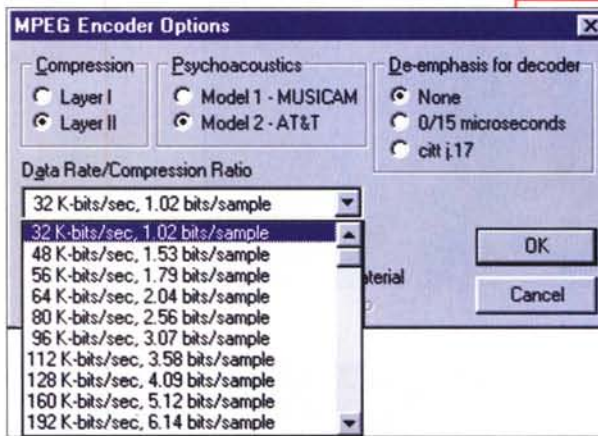 MPEG Encoder Options
Compression
Layer I
Layer II
Psychoacoustics
Model 1 - MUSICAM
Model 2 - AT&T
De-emphasis for decoder
None
0/15 microseconds
citt j.17
Data Rate/Compression Ratio
32 K-bits/sec, 1.02 bits/sample
32 K-bits/sec, 1.02 bits/sample
48 K-bits/sec, 1.53 bits/sample
56 K-bits/sec, 1.79 bits/sample
64 K-bits/sec, 2.04 bits/sample
80 K-bits/sec, 2.56 bits/sample
96 K-bits/sec, 3.07 bits/sample
112 K-bits/sec, 3.58 bits/sample
128 K-bits/sec, 4.09 bits/sample
160 K-bits/sec, 5.12 bits/sample
192 K-bits/sec, 6.14 bits/sample
aterial
OK
Cancel